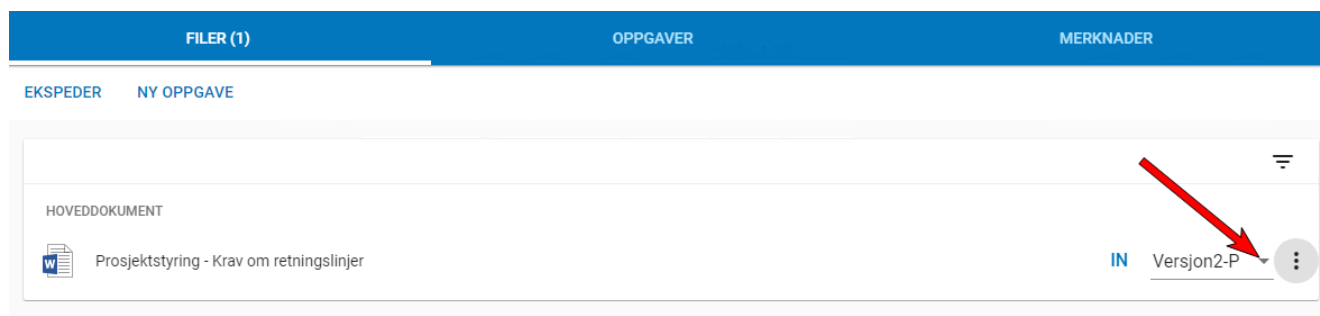 FILER (1) OPPGAVER MERKNADER
EKSPEDER NY OPPGAVE
HOVEDDOKUMENT
W Prosjektstyring - Krav om retningslinjer IN Versjon2-P